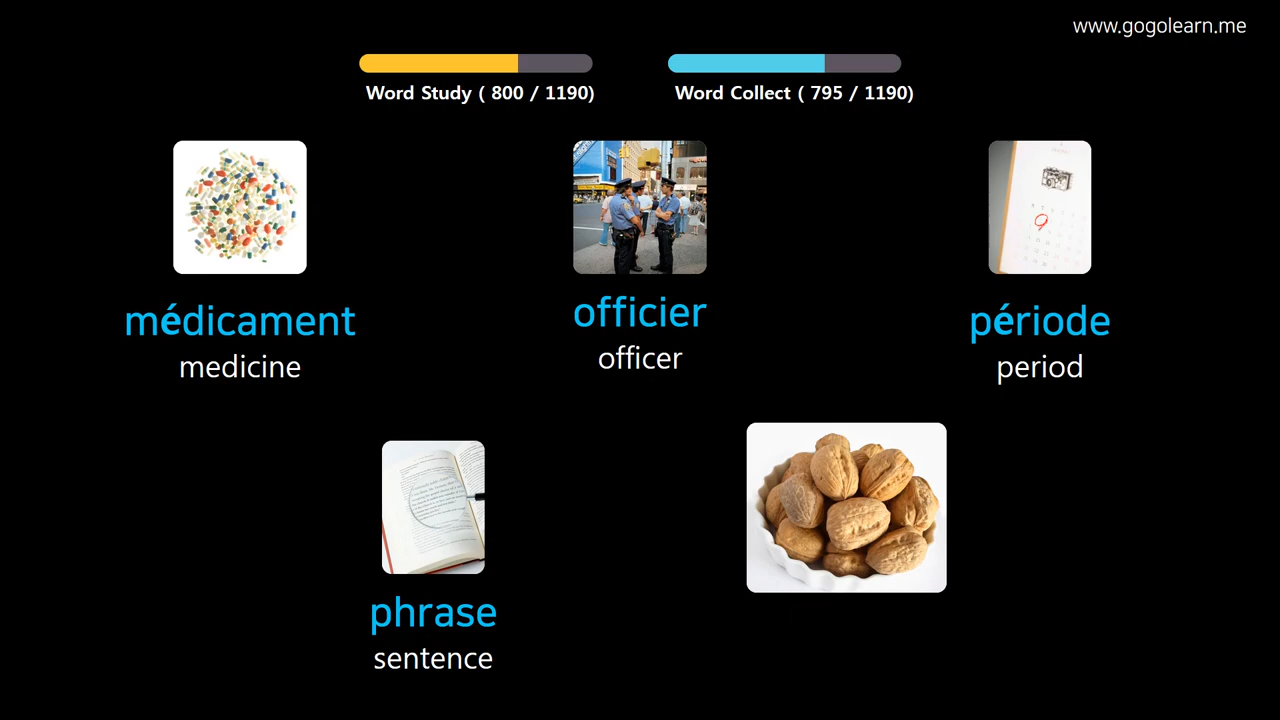 www.gogolearn.me
Word Study ( 800 / 1190)
Word Collect ( 795 / 1190)
médicament
medicine
officier
officer
période
period
phrase
sentence